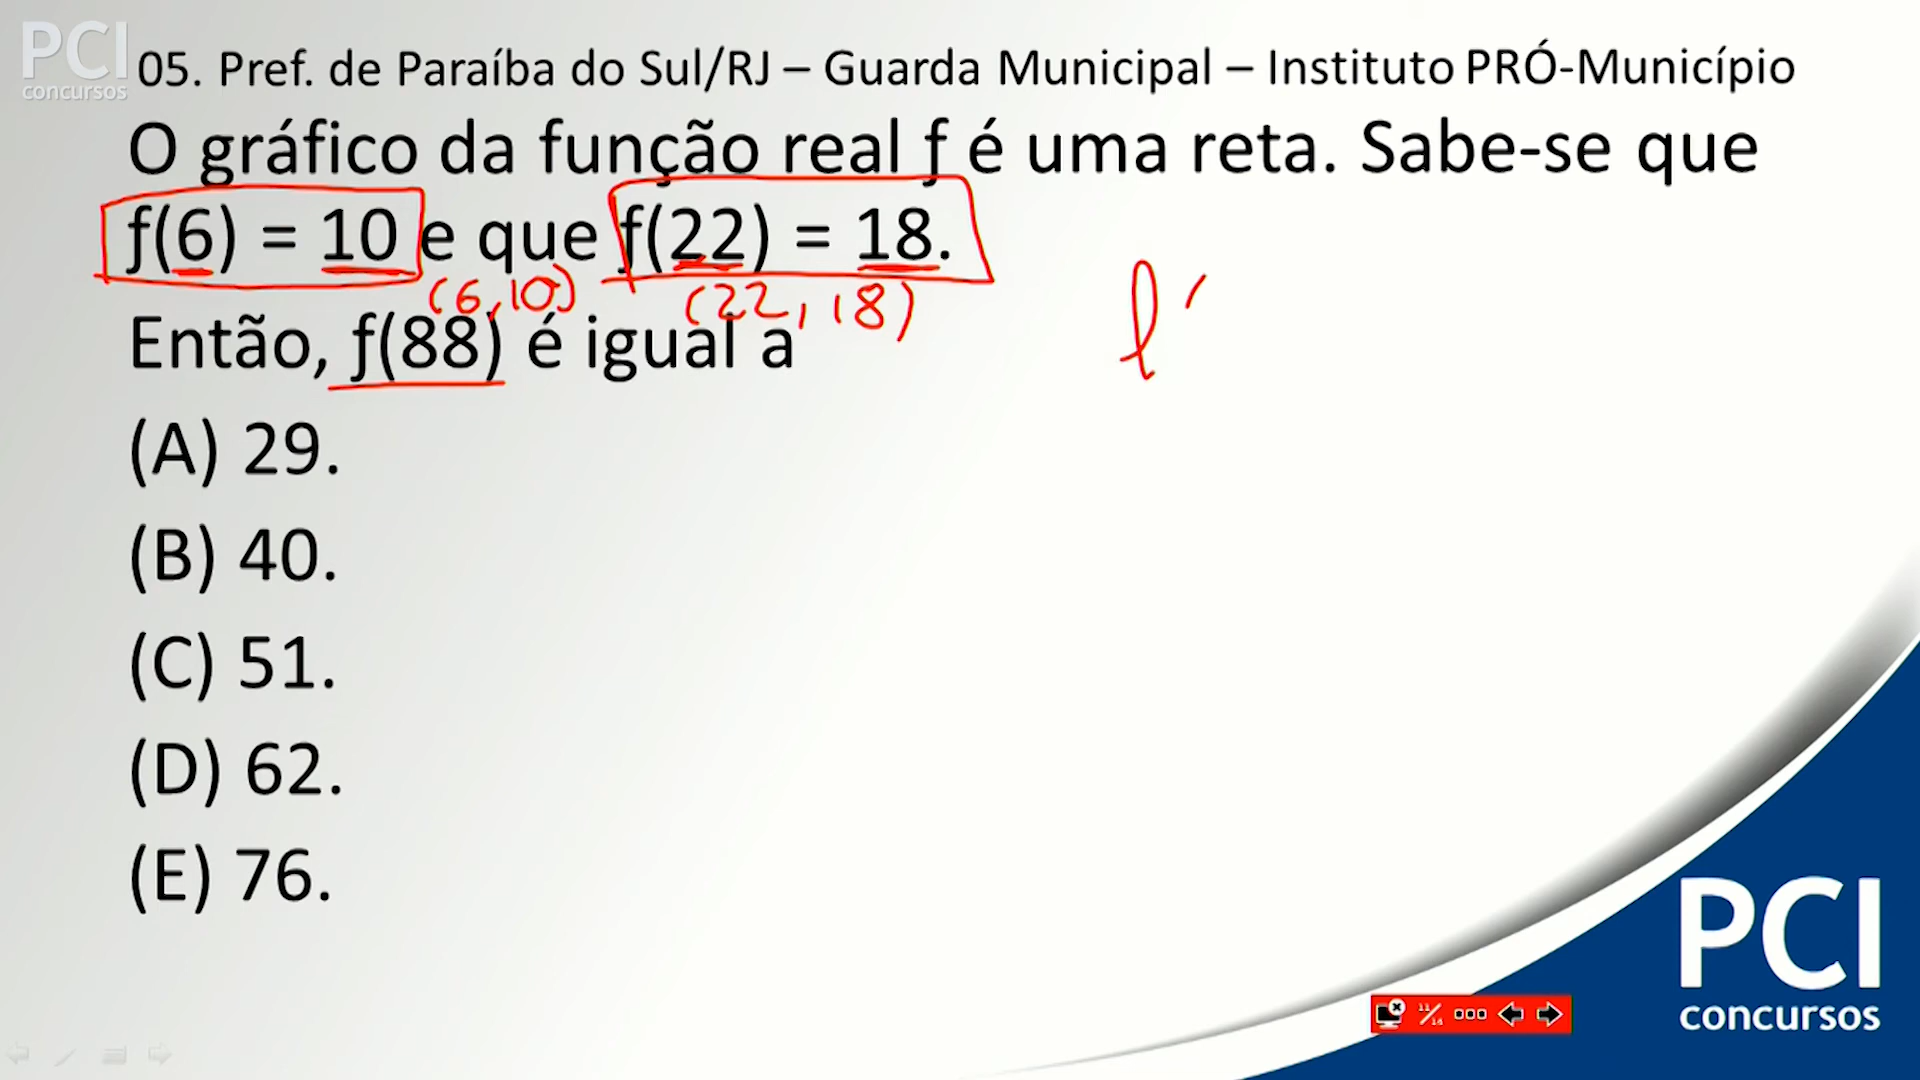 PCI
concursos
05. Pref. de Paraíba do Sul/RJ – Guarda Municipal – Instituto PRÓ-Município
O gráfico da função real ƒ é uma reta. Sabe-se que
ƒ(6) = 10 e que ƒ(22) = 18.
(6,10) (22,18)
Então, ƒ(88) é igual a
(A) 29.
(B) 40.
(C) 51.
(D) 62.
(E) 76.
PCI
concursos
11/14